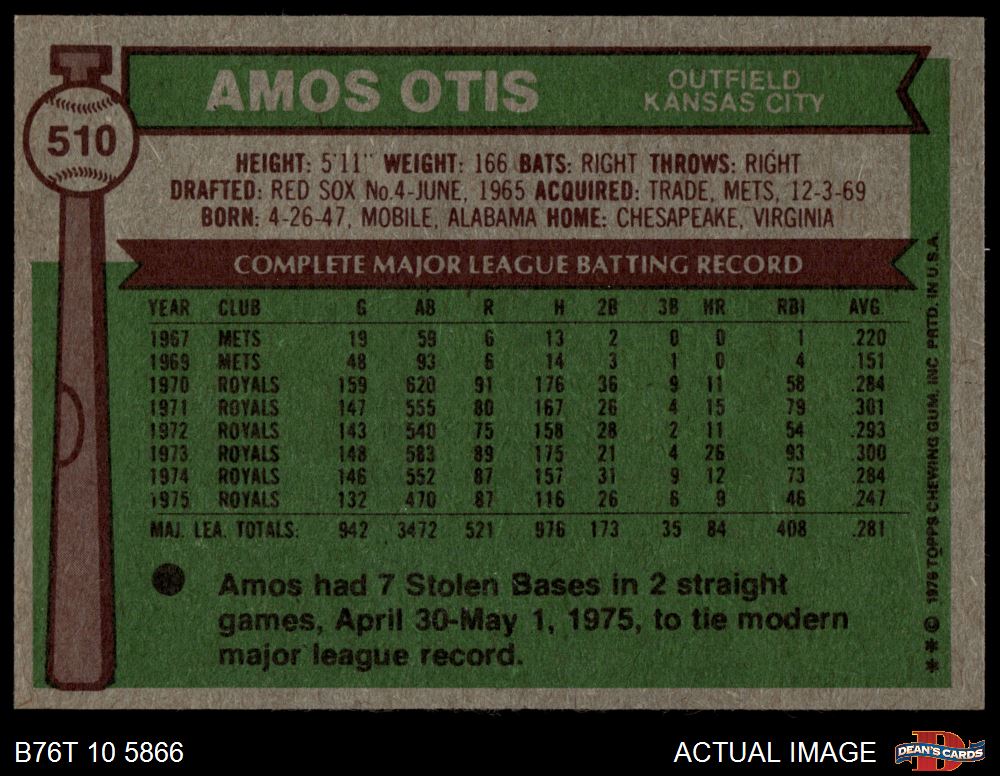 510
AMOS OTIS
OUTFIELD
KANSAS CITY
HEIGHT: 5'11" WEIGHT: 166 BATS: RIGHT THROWS: RIGHT
DRAFTED: RED SOX No.4-JUNE, 1965 ACQUIRED: TRADE, METS, 12-3-69
BORN: 4-26-47, MOBILE, ALABAMA HOME: CHESAPEAKE, VIRGINIA
COMPLETE MAJOR LEAGUE BATTING RECORD
YEAR CLUB G AB R H 2B 3B HR RBI AVG.
1967 METS 19 59 6 13 2 0 0 1 .220
1969 METS 48 93 6 14 3 1 0 4 .151
1970 ROYALS 159 620 91 176 36 9 11 58 .284
1971 ROYALS 147 555 80 167 26 4 15 79 .301
1972 ROYALS 143 540 75 158 28 2 11 54 .293
1973 ROYALS 148 583 89 175 21 4 26 93 .300
1974 ROYALS 146 552 87 157 31 9 12 73 .284
1975 ROYALS 132 470 87 116 26 6 9 46 .247
MAJ. LEA. TOTALS: 942 3472 521 976 173 35 84 408 .281
Amos had 7 Stolen Bases in 2 straight
games, April 30-May 1, 1975, to tie modern
major league record.
** © 1976 TOPPS CHEWING GUM, INC. PRTD. IN U.S.A.
B76T 10 5866
ACTUAL IMAGE
DEAN'S CARDS